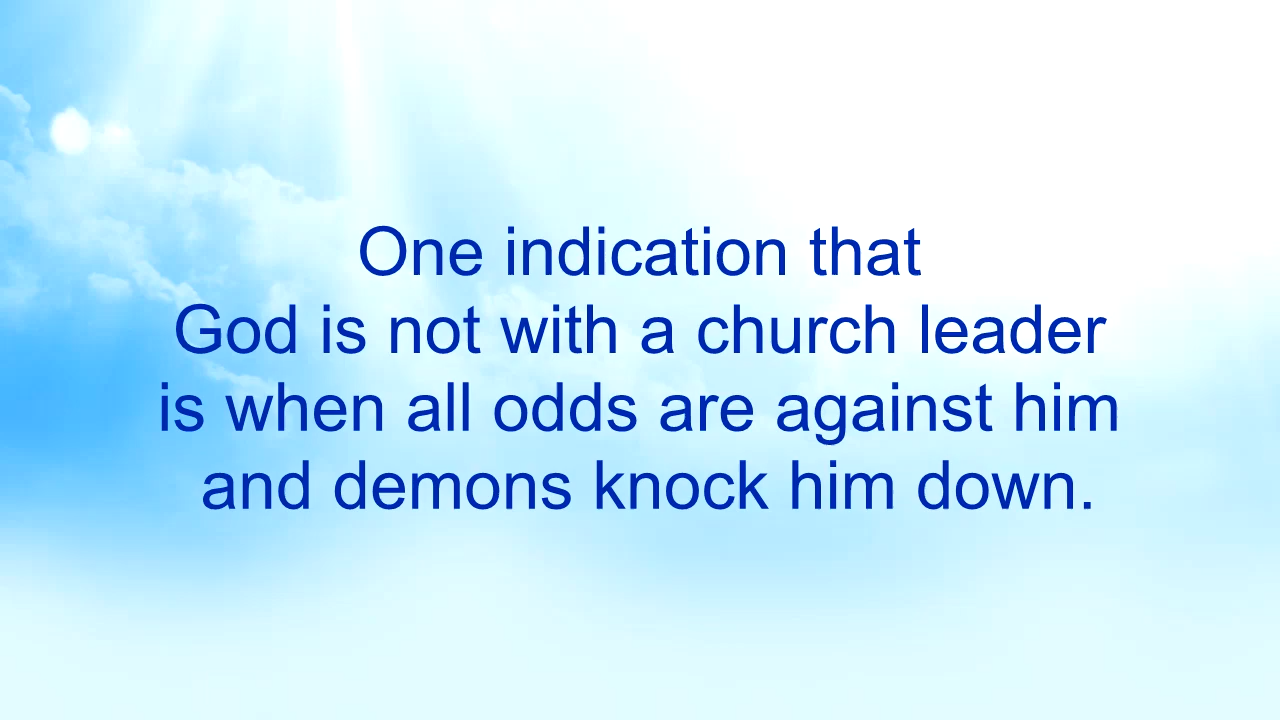 One indication that
God is not with a church leader
is when all odds are against him
and demons knock him down.